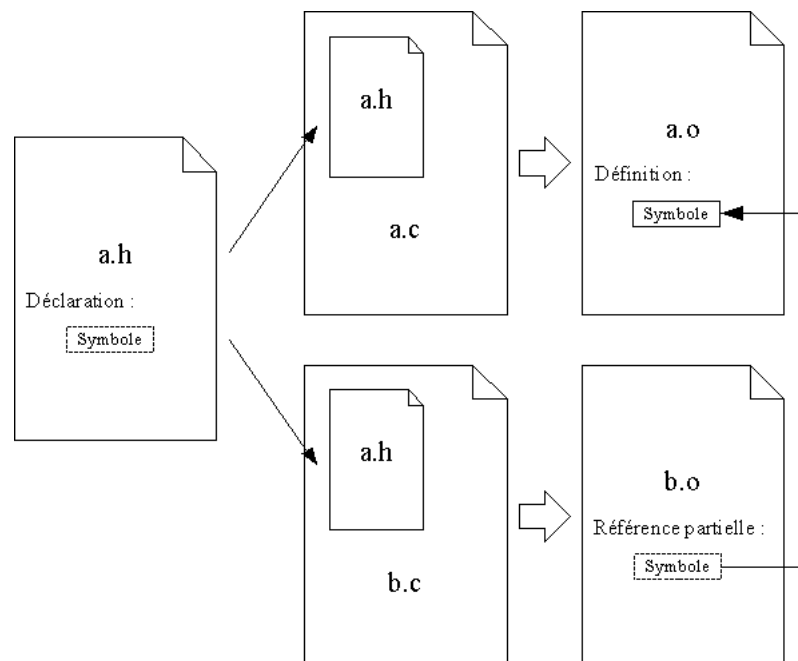 a.h
Déclaration :
Symbole
a.h
a.c
a.o
Définition :
Symbole
a.h
b.c
b.o
Référence partielle :
Symbole